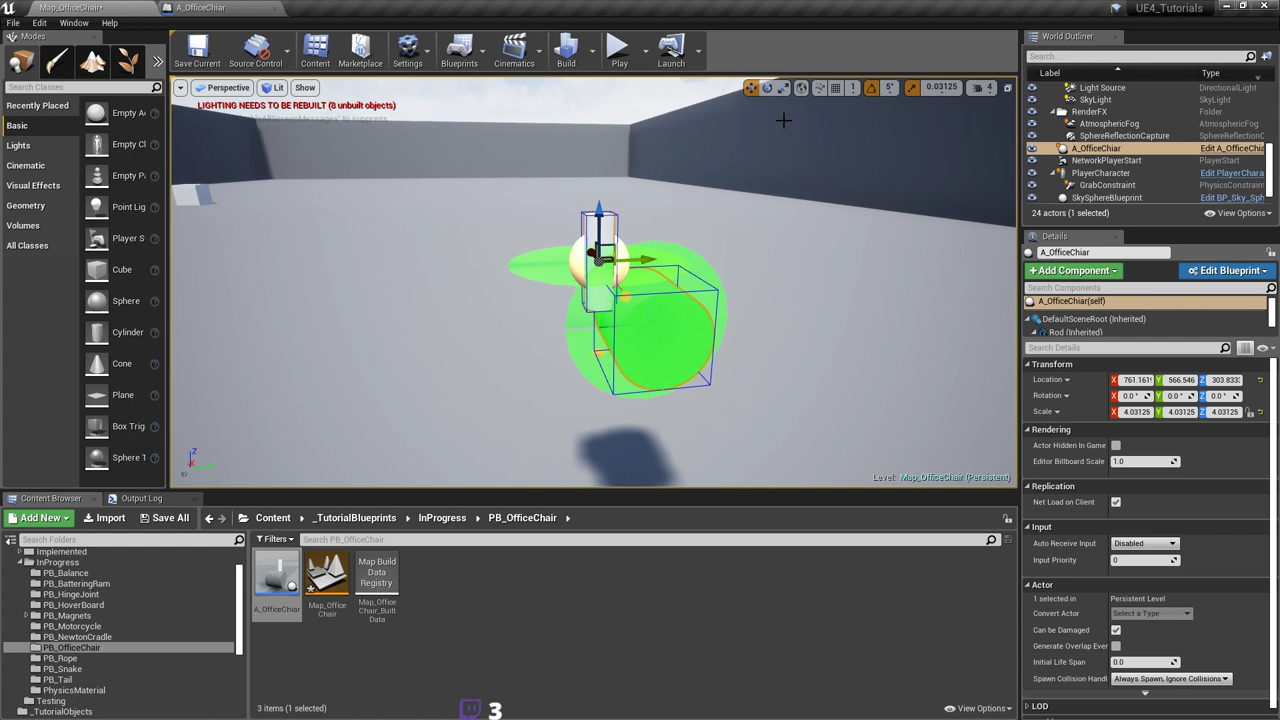 Map_OfficeChair*
A_OfficeChiar
UE4_Tutorials
File Edit Window Help
Modes
Search Classes
Recently Placed
Basic
Lights
Cinematic
Visual Effects
Geometry
Volumes
All Classes
Empty A
Empty Cl
Empty P
Point Lig
Player S
Cube
Sphere
Cylinder
Cone
Plane
Box Trig
Sphere T
Save Current Source Control Content Marketplace Settings Blueprints Cinematics Build Play Launch
Perspective Lit Show
1 5° 0.03125 4
LIGHTING NEEDS TO BE REBUILT (8 unbuilt objects)
Level: Map_OfficeChair (Persistent)
World Outliner
Search...
Label Type
Light Source DirectionalLight
SkyLight SkyLight
RenderFX Folder
AtmosphericFog AtmosphericFog
SphereReflectionCapture SphereReflectionC
A_OfficeChiar Edit A_OfficeChia
NetworkPlayerStart PlayerStart
PlayerCharacter Edit PlayerChara
GrabConstraint PhysicsConstrain
SkySphereBlueprint Edit BP_Sky_Sph
24 actors (1 selected) View Options
Details
A_OfficeChiar
+Add Component Edit Blueprint
Search Components
A_OfficeChiar(self)
DefaultSceneRoot (Inherited)
Rod (Inherited)
Search Details
Transform
Location X 761.161 Y 566.546 Z 303.833
Rotation X 0.0 ° Y 0.0 ° Z 0.0 °
Scale X 4.03125 Y 4.03125 Z 4.03125
Rendering
Actor Hidden In Game
Editor Billboard Scale 1.0
Replication
Net Load on Client
Input
Auto Receive Input Disabled
Input Priority 0
Actor
1 selected in Persistent Level
Convert Actor Select a Type
Can be Damaged
Generate Overlap Ever
Initial Life Span 0.0
Spawn Collision Handl Always Spawn, Ignore Collisions
LOD
Content Browser Output Log
Add New Import Save All Content _TutorialBlueprints InProgress PB_OfficeChair
Search Folders
Filters Search PB_OfficeChair
Implemented
InProgress
PB_Balance
PB_BatteringRam
PB_HingeJoint
PB_HoverBoard
PB_Magnets
PB_Motorcycle
PB_NewtonCradle
PB_OfficeChair
PB_Rope
PB_Snake
PB_Tail
PhysicsMaterial
Testing
_TutorialObjects
A_OfficeChiar
Map_Office
Chair
Map Build
Data
Registry
Map_Office
Chair_Built
Data
3 items (1 selected)
3
View Options